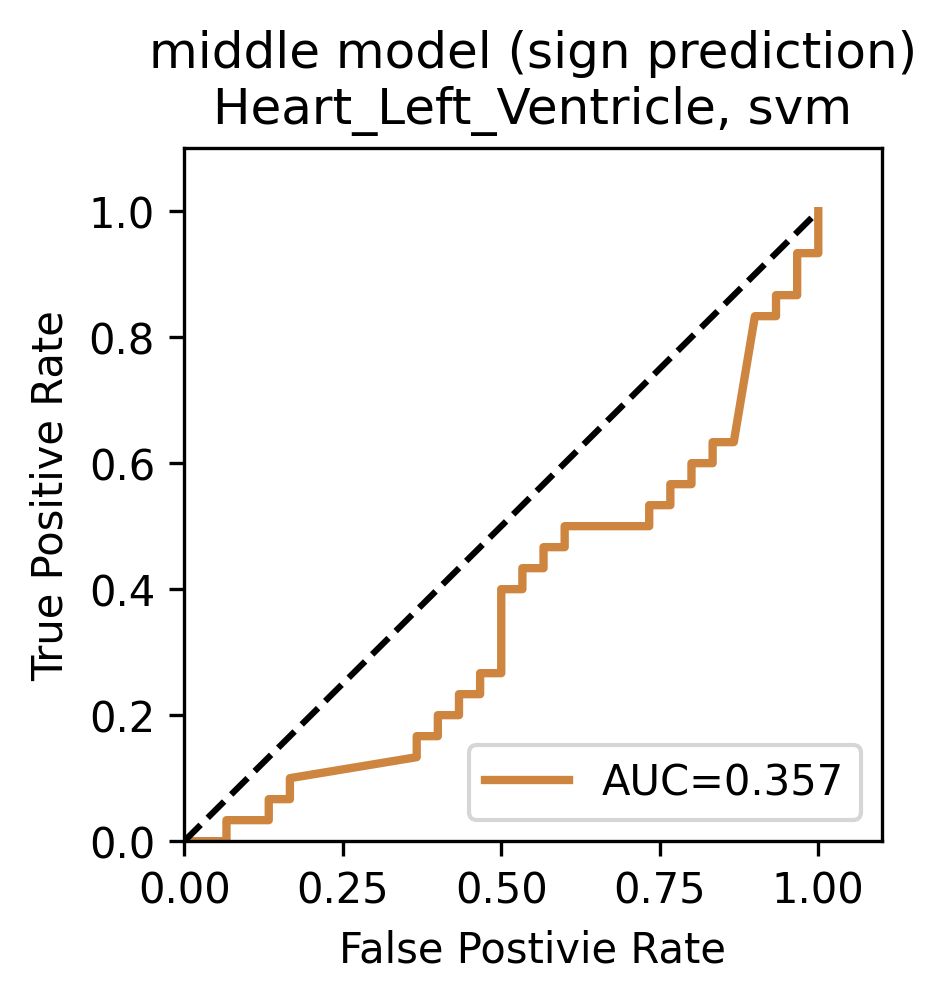 middle model (sign prediction)
Heart_Left_Ventricle, svm
True Positive Rate
1.0
0.8
0.6
0.4
0.2
0.0
AUC=0.357
0.00 0.25 0.50 0.75 1.00
False Postivie Rate